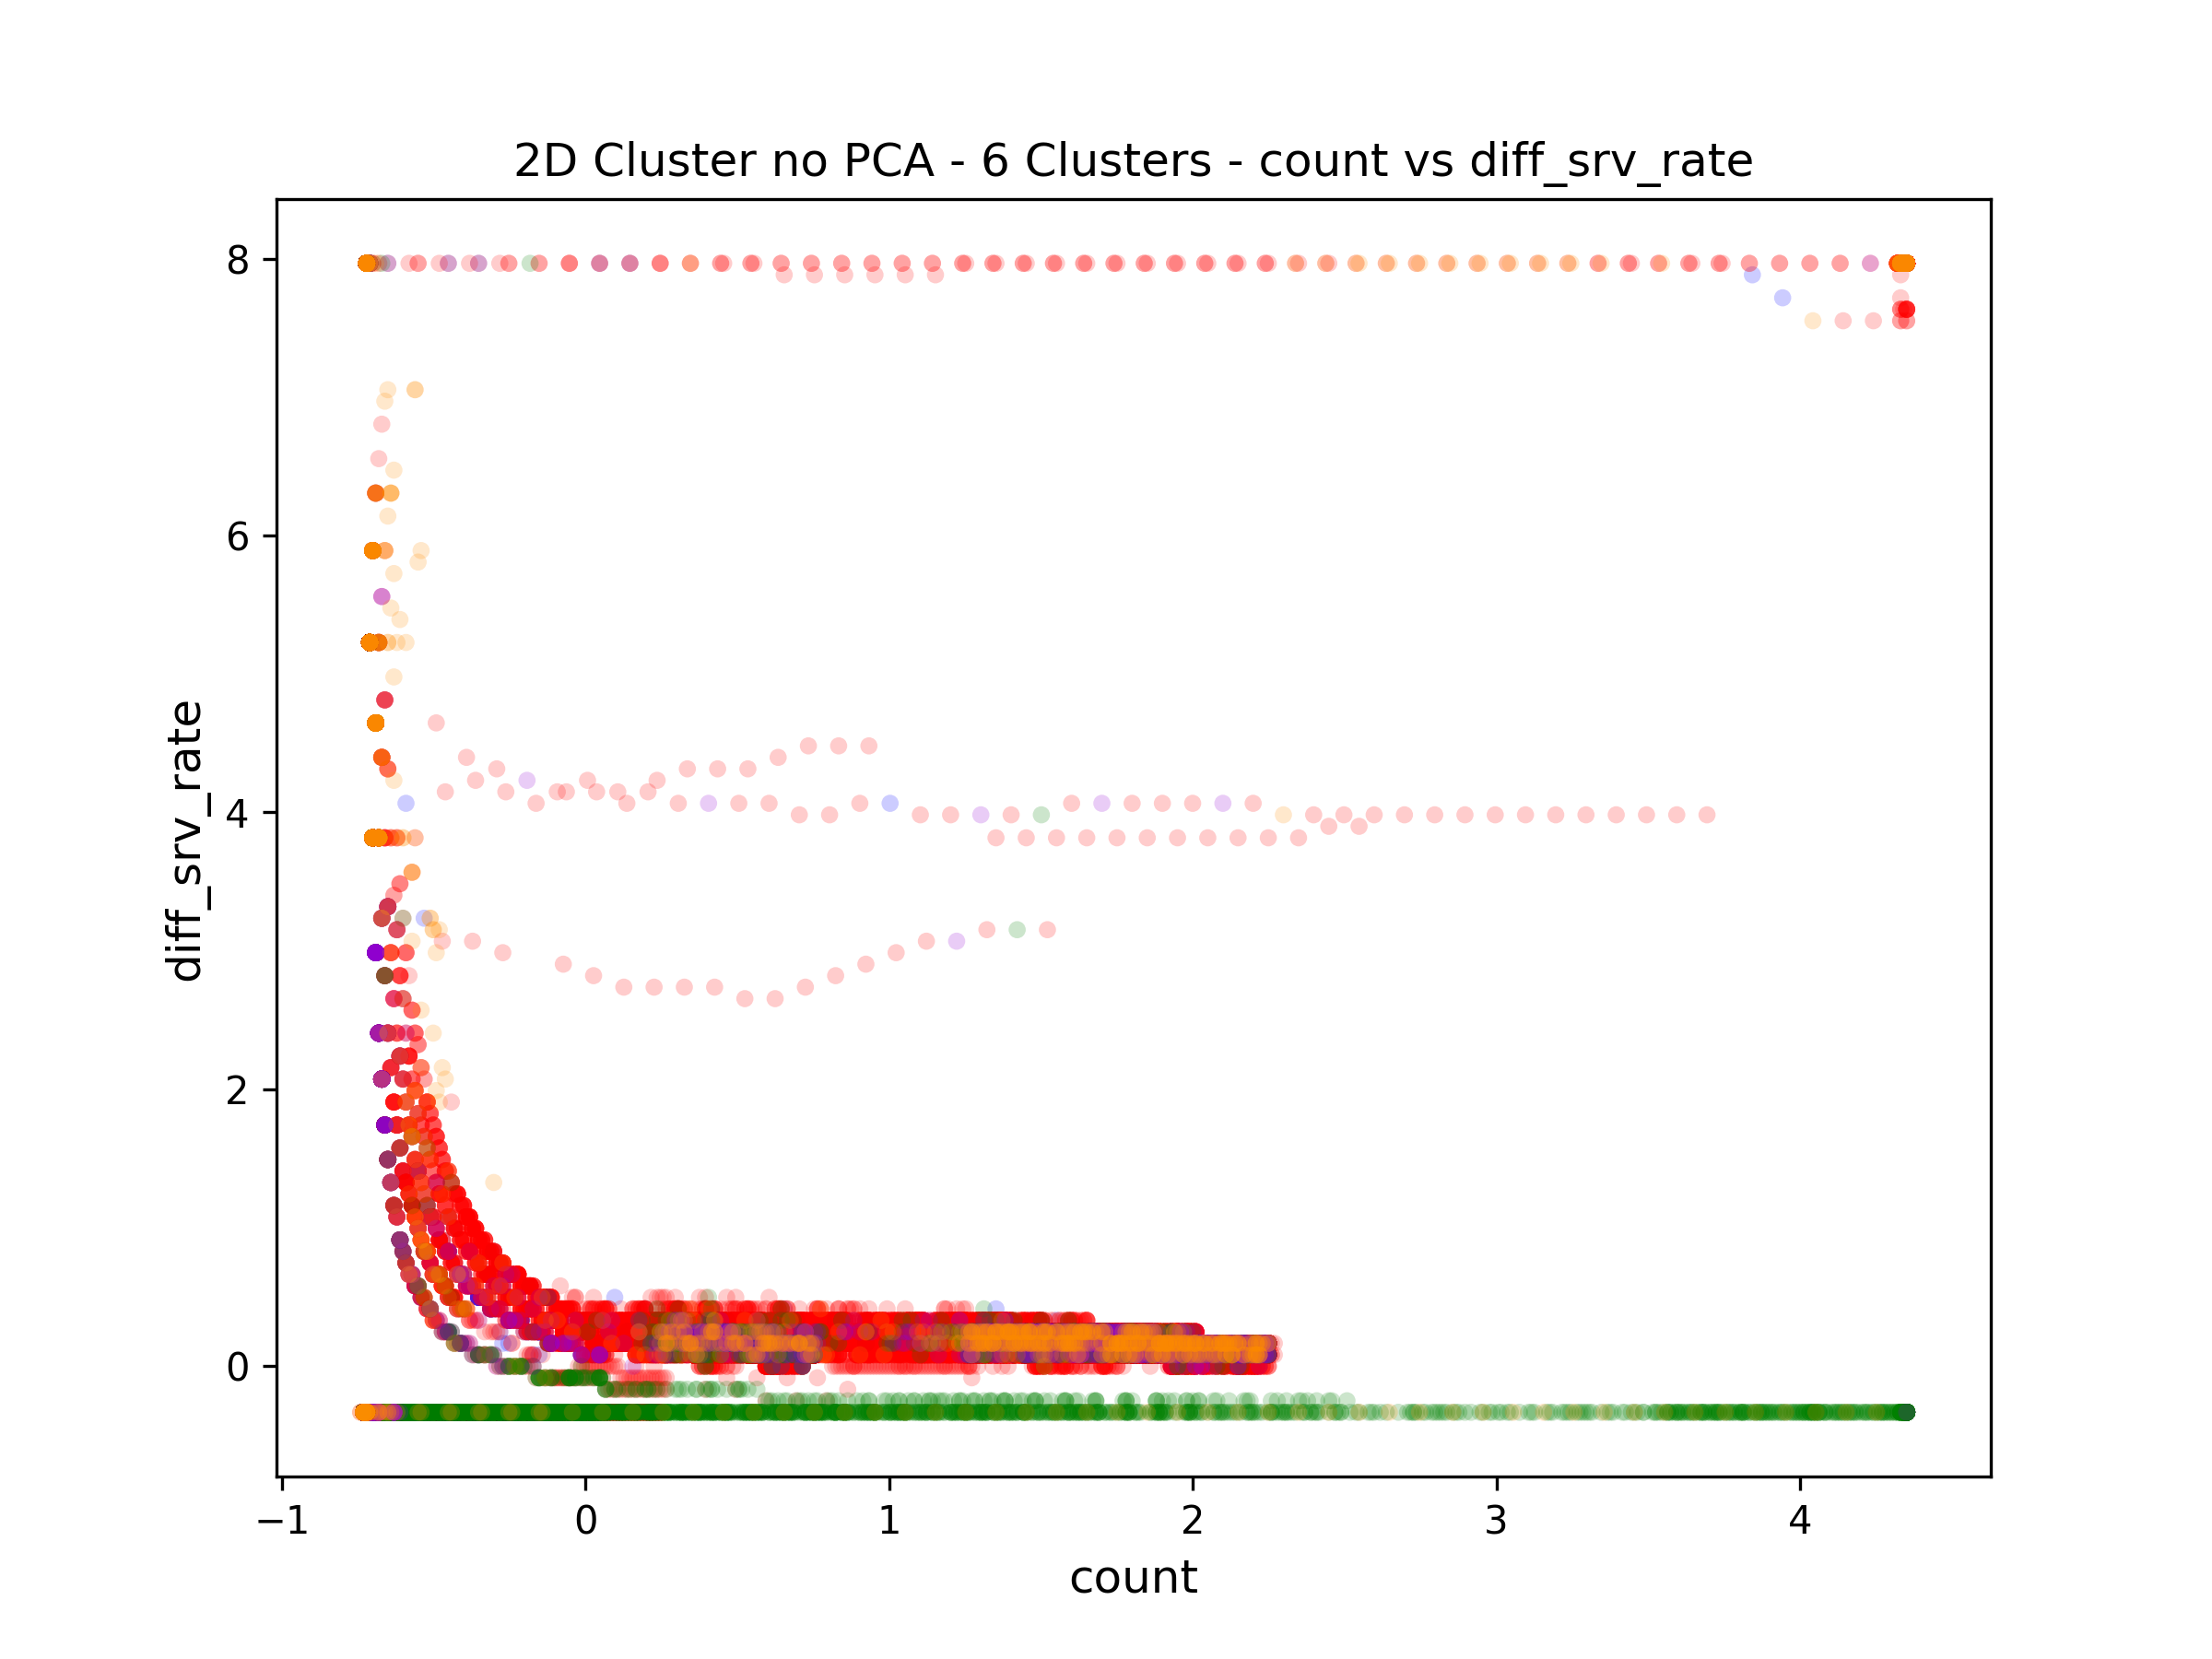 2D Cluster no PCA - 6 Clusters - count vs diff_srv_rate
8
6
4
2
0
diff_srv_rate
−1 0 1 2 3 4
count